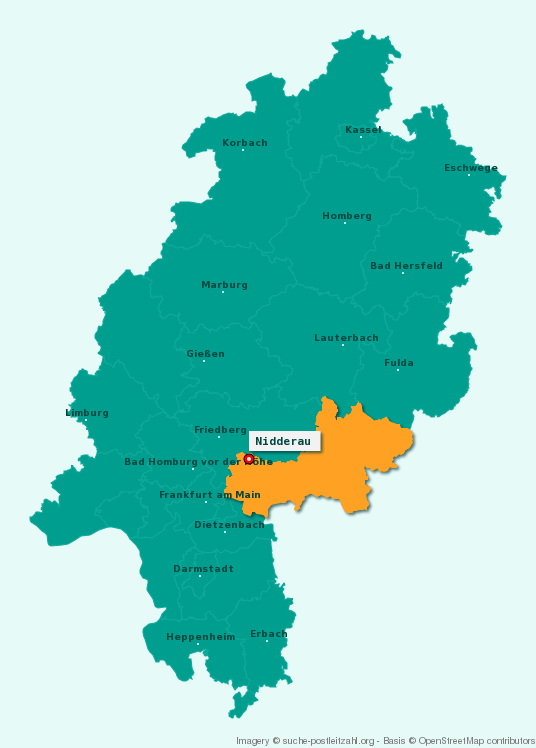 Kassel
Korbach
Eschwege
Homberg
Bad Hersfeld
Marburg
Lauterbach
Gießen
Fulda
Limburg
Friedberg
Nidderau
Bad Homburg vor der Höhe
Frankfurt am Main
Dietzenbach
Darmstadt
Heppenheim
Erbach
Imagery © suche-postleitzahl.org - Basis © OpenStreetMap contributors